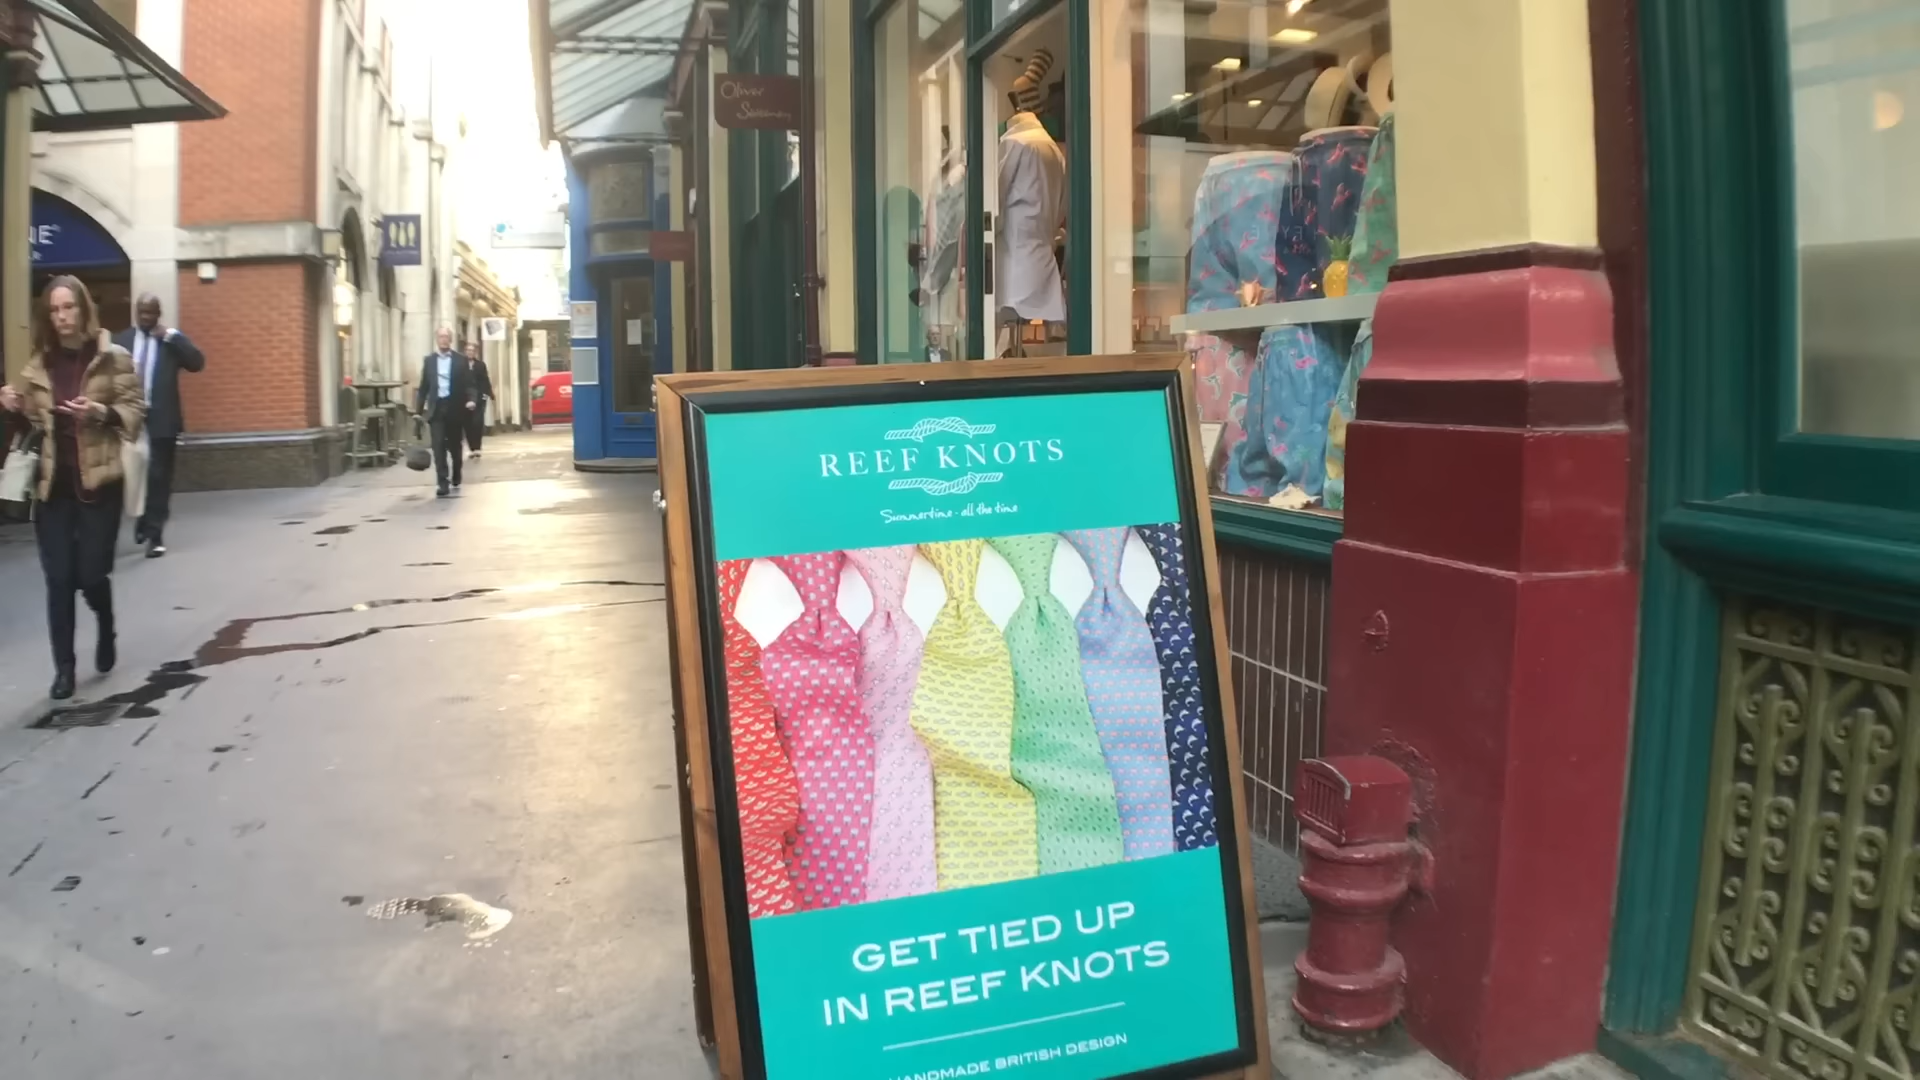 Oliver
Sweeney
REEF KNOTS
Summertime - all the time
GET TIED UP
IN REEF KNOTS
HANDMADE BRITISH DESIGN